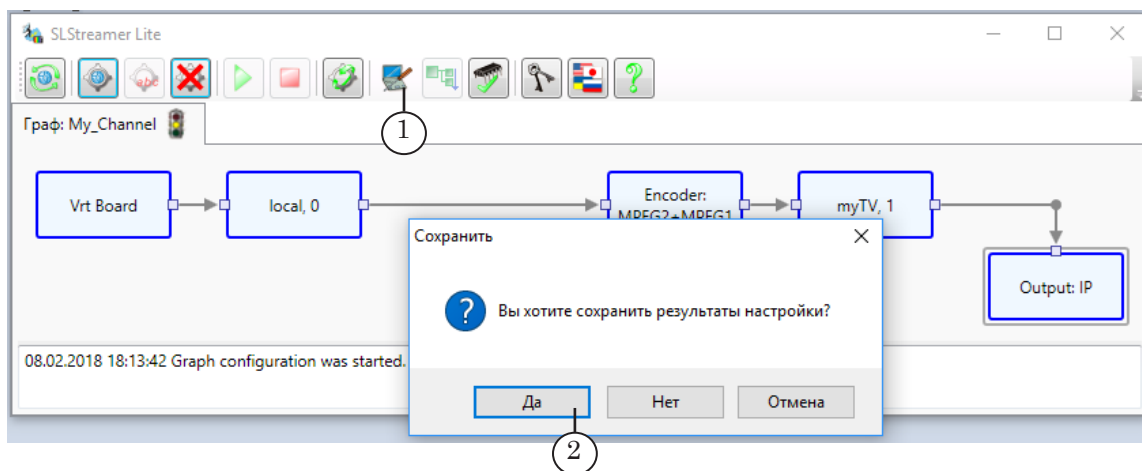 SLStreamer Lite
abc
1
Граф: My_Channel
Vrt Board
local, 0
Encoder:
MPEG2+MPEG1
myTV, 1
Output: IP
Сохранить
Вы хотите сохранить результаты настройки?
08.02.2018 18:13:42 Graph configuration was started.
Да
Нет
Отмена
2